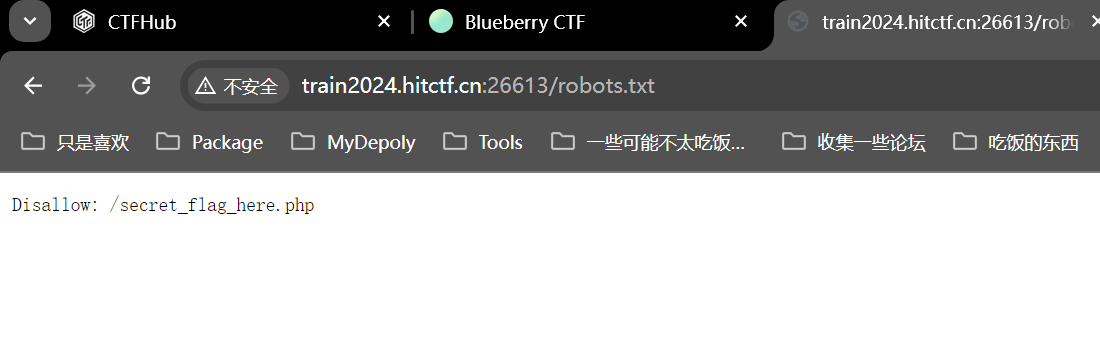 CTFHub
Blueberry CTF
train2024.hitctf.cn:26613/rob
不安全 train2024.hitctf.cn:26613/robots.txt
只是喜欢 Package MyDepoly Tools 一些可能不太吃饭... 收集一些论坛 吃饭的东西
Disallow: /secret_flag_here.php